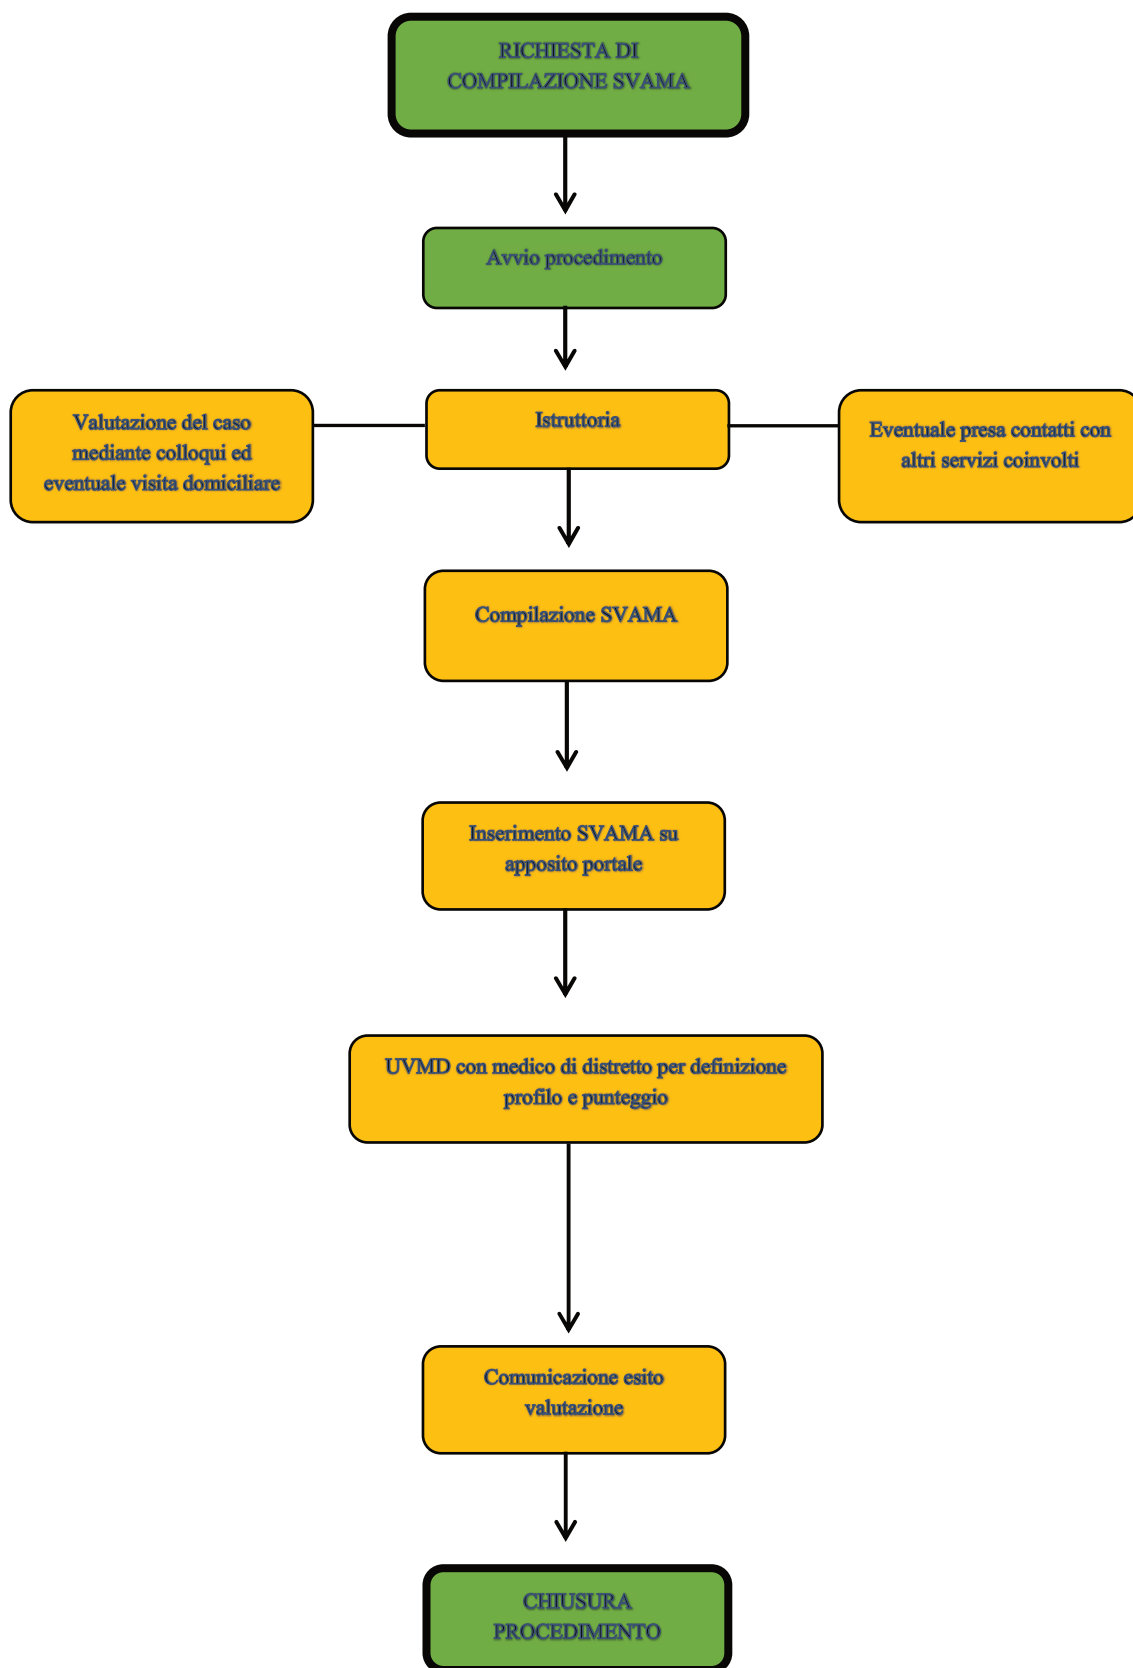 RICHIESTA DI
COMPILAZIONE SVAMA
Avvio procedimento
Valutazione del caso
mediante colloqui ed
eventuale visita domiciliare
Istruttoria
Eventuale presa contatti con
altri servizi coinvolti
Compilazione SVAMA
Inserimento SVAMA su
apposito portale
UVMD con medico di distretto per definizione
profilo e punteggio
Comunicazione esito
valutazione
CHIUSURA
PROCEDIMENTO